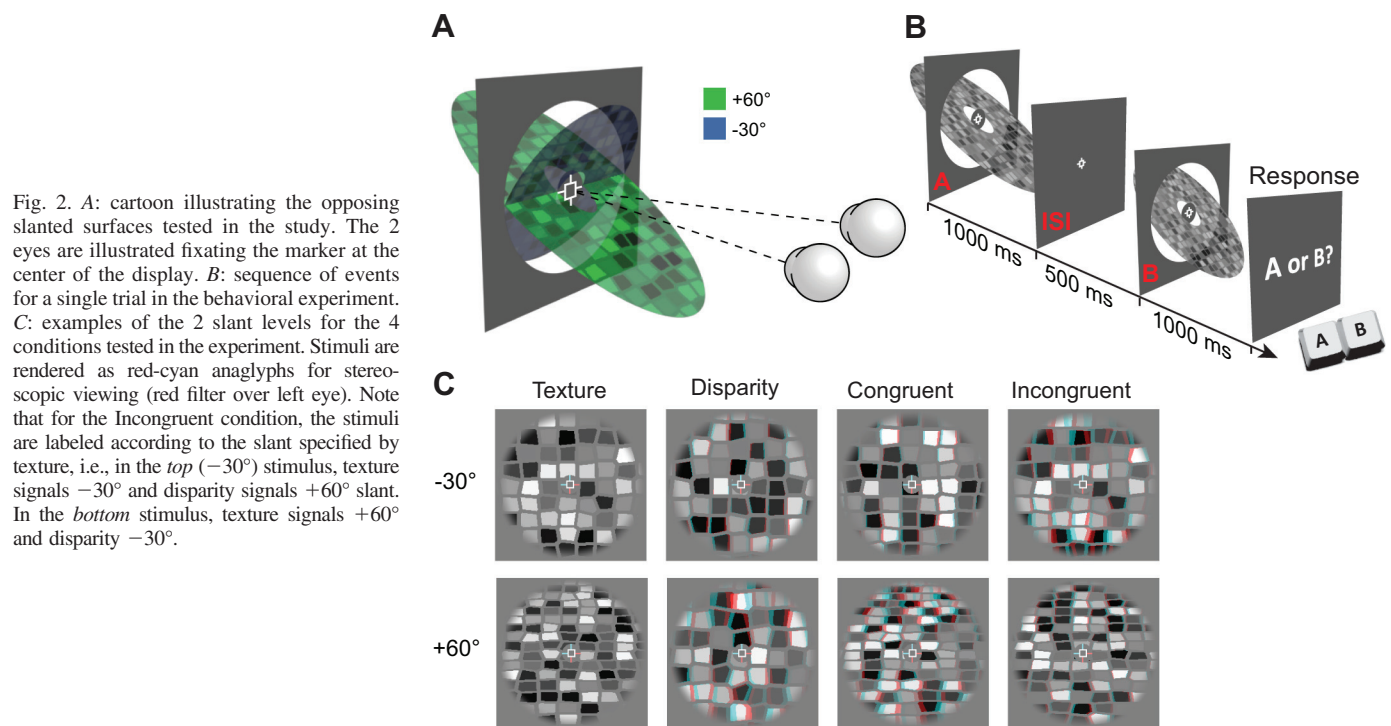 Fig. 2. A: cartoon illustrating the opposing
slanted surfaces tested in the study. The 2
eyes are illustrated fixating the marker at the
center of the display. B: sequence of events
for a single trial in the behavioral experiment.
C: examples of the 2 slant levels for the 4
conditions tested in the experiment. Stimuli are
rendered as red-cyan anaglyphs for stereo-
scopic viewing (red filter over left eye). Note
that for the Incongruent condition, the stimuli
are labeled according to the slant specified by
texture, i.e., in the top (−30°) stimulus, texture
signals −30° and disparity signals +60° slant.
In the bottom stimulus, texture signals +60°
and disparity −30°.
A
+60°
-30°
B
A
ISI
B
Response
A or B?
1000 ms
500 ms
1000 ms
A
B
C
Texture
Disparity
Congruent
Incongruent
-30°
+60°